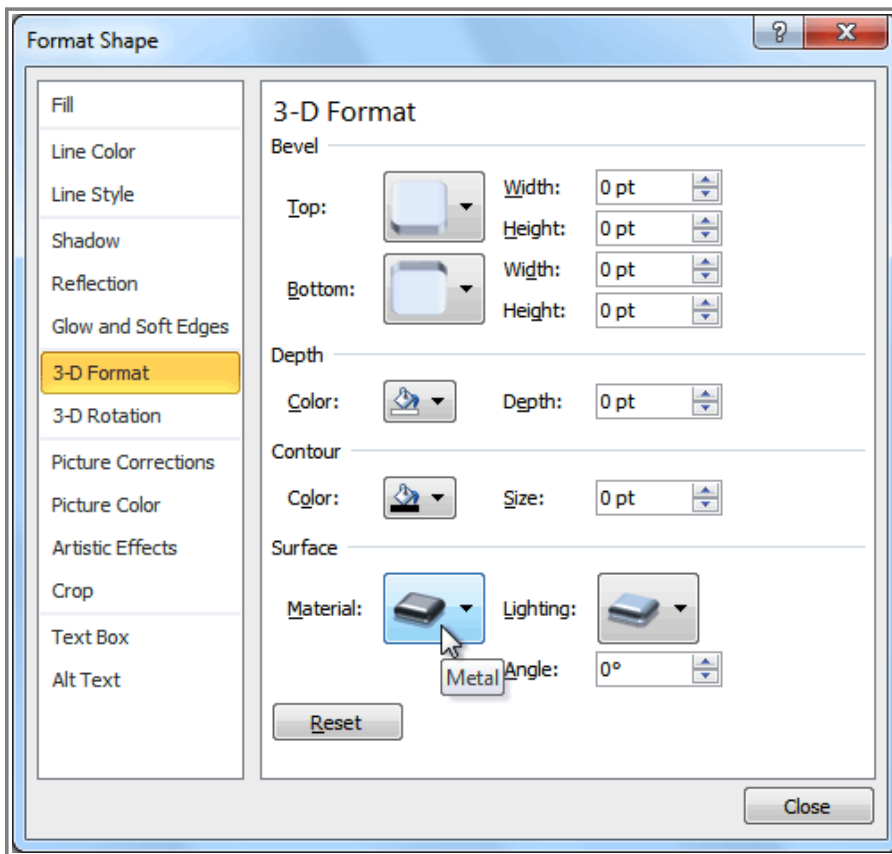 Format Shape
?
X
Fill
Line Color
Line Style
Shadow
Reflection
Glow and Soft Edges
3-D Format
3-D Rotation
Picture Corrections
Picture Color
Artistic Effects
Crop
Text Box
Alt Text
3-D Format
Bevel
Top:
Width: 0 pt
Height: 0 pt
Bottom:
Width: 0 pt
Height: 0 pt
Depth
Color: Depth: 0 pt
Contour
Color: Size: 0 pt
Surface
Material: Lighting:
Metal
Angle: 0°
Reset
Close